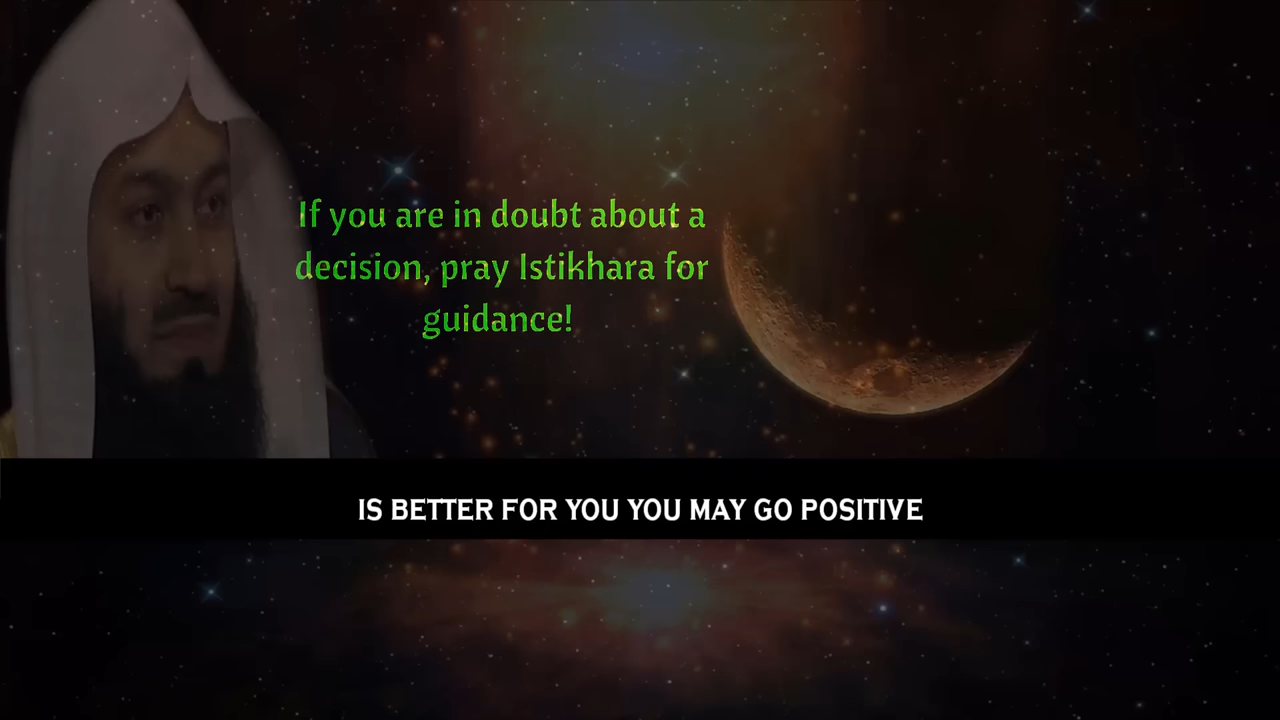 If you are in doubt about a
decision, pray Istikhara for
guidance!
IS BETTER FOR YOU YOU MAY GO POSITIVE